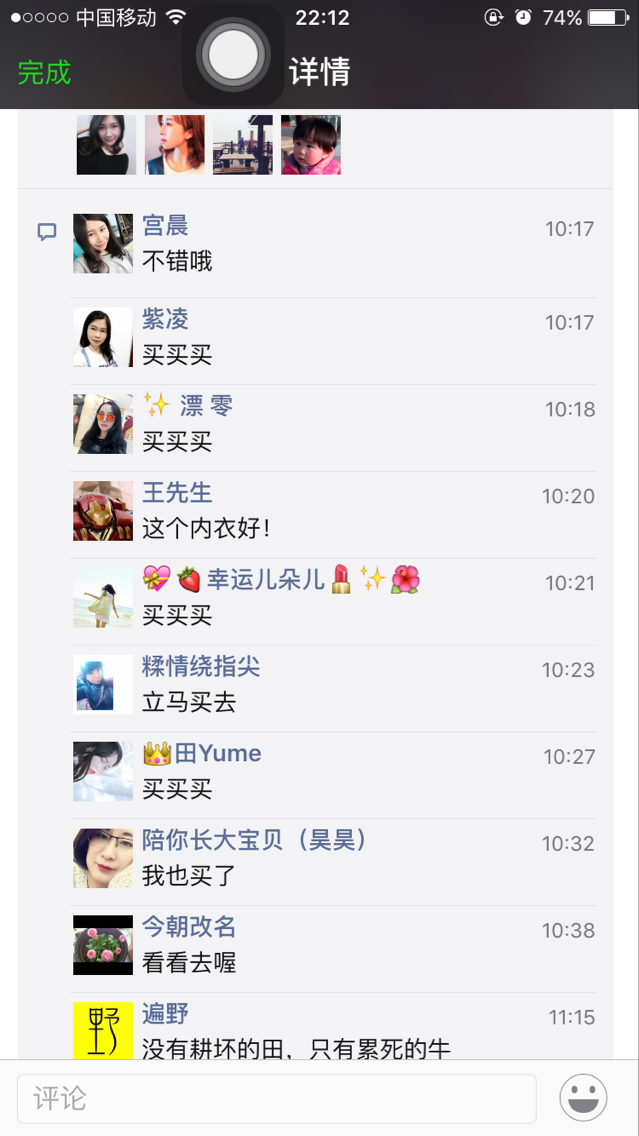 中国移动 22:12 74%
完成 详情
宫晨 10:17
不错哦
紫凌 10:17
买买买
✨ 漂 零 10:18
买买买
王先生 10:20
这个内衣好！
💝🍓幸运儿朵儿💄✨🌺 10:21
买买买
糅情绕指尖 10:23
立马买去
👑田Yume 10:27
买买买
陪你长大宝贝（昊昊） 10:32
我也买了
今朝改名 10:38
看看去喔
野
遍野 11:15
没有耕坏的田，只有累死的牛
评论